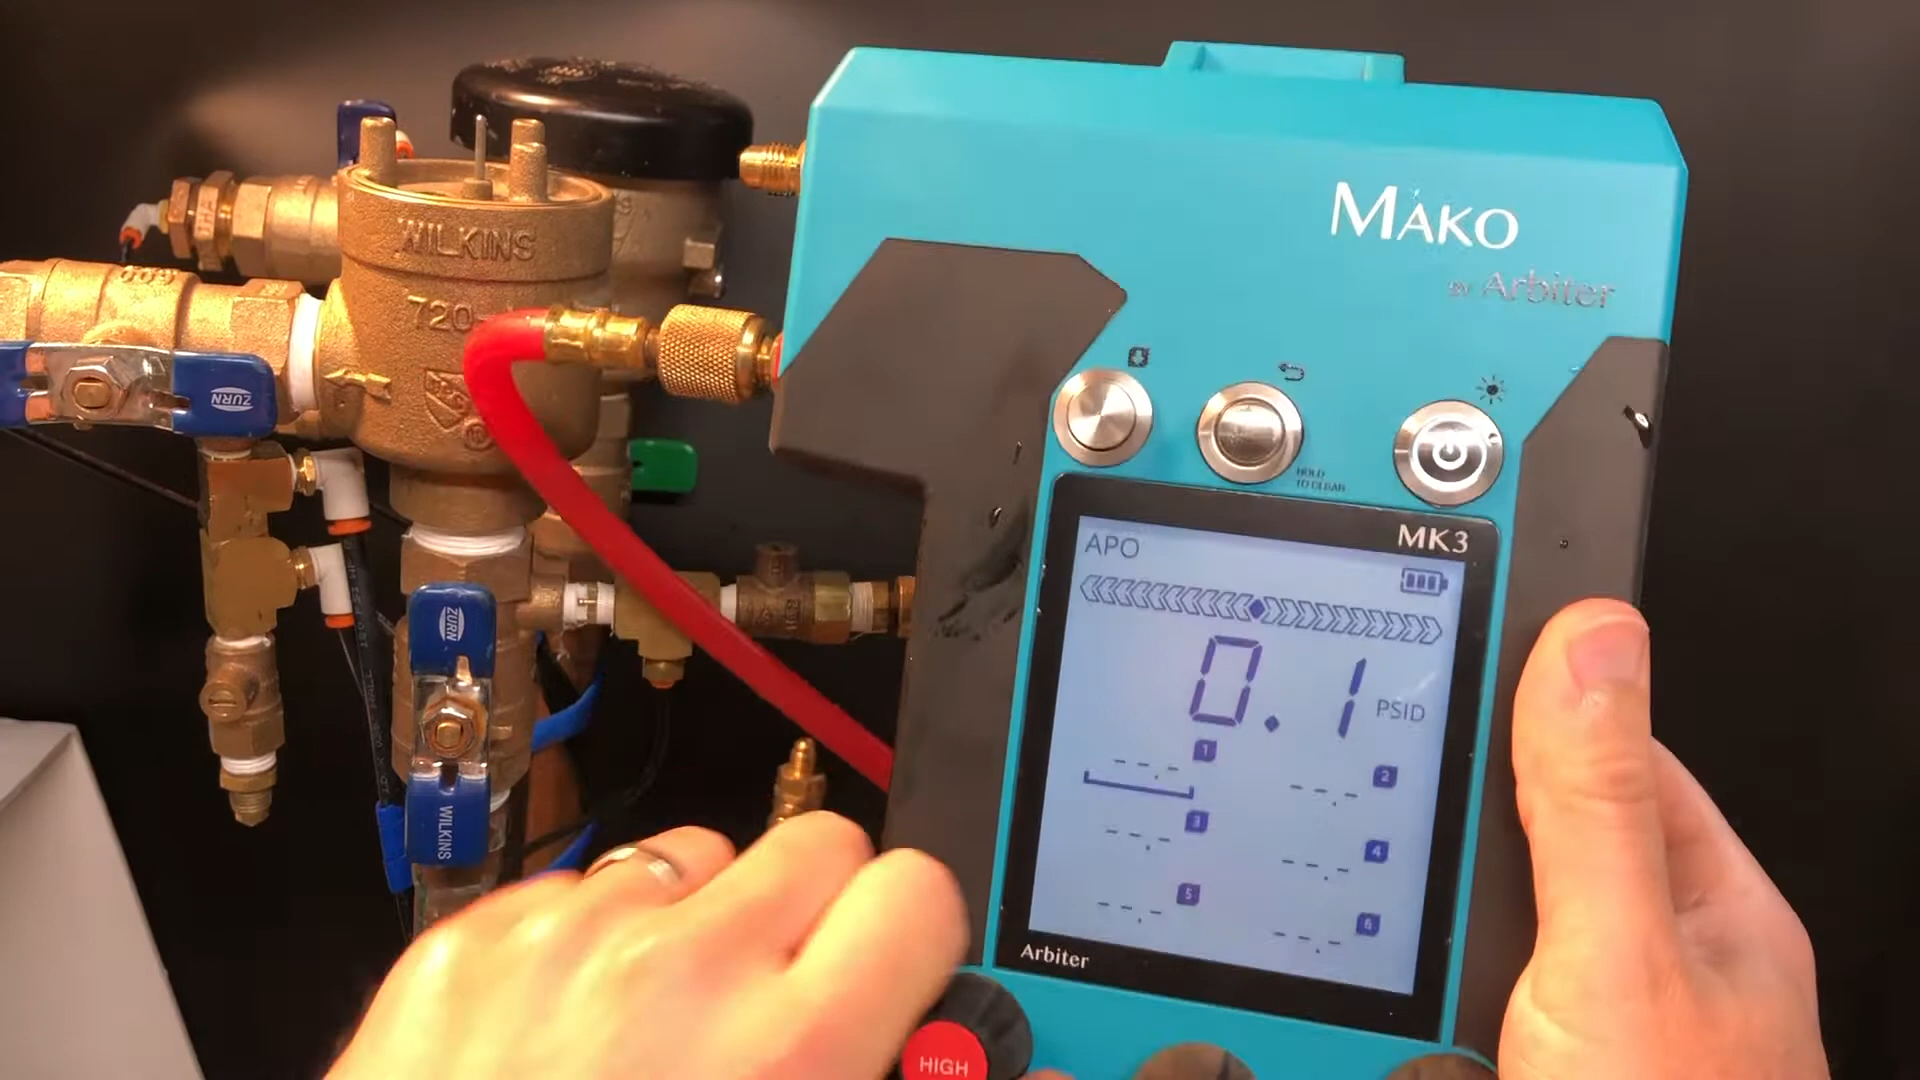 MAKO
BY Arbiter
WILKINS
720-
009
ZURN
HOLD
TO CLEAR
MK3
APO
0.1 PSID
1
2
3
4
5
6
ZURN
WILKINS
Arbiter
HIGH